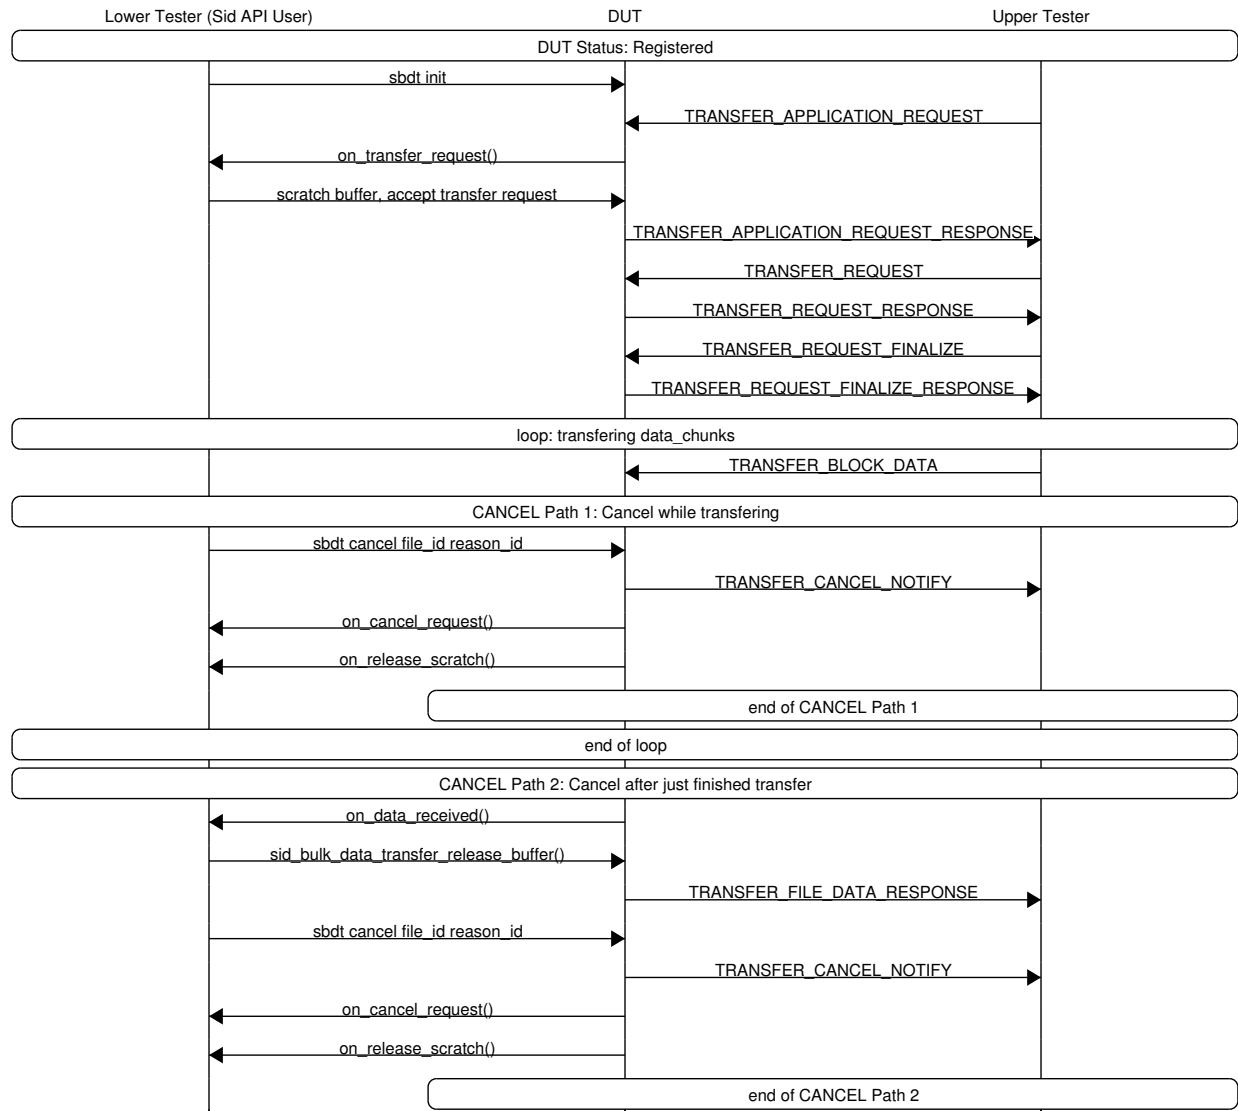 Lower Tester (Sid API User) DUT Upper Tester
DUT Status: Registered
sbdt init
TRANSFER_APPLICATION_REQUEST
on_transfer_request()
scratch buffer, accept transfer request
TRANSFER_APPLICATION_REQUEST_RESPONSE
TRANSFER_REQUEST
TRANSFER_REQUEST_RESPONSE
TRANSFER_REQUEST_FINALIZE
TRANSFER_REQUEST_FINALIZE_RESPONSE
loop: transfering data_chunks
TRANSFER_BLOCK_DATA
CANCEL Path 1: Cancel while transfering
sbdt cancel file_id reason_id
TRANSFER_CANCEL_NOTIFY
on_cancel_request()
on_release_scratch()
end of CANCEL Path 1
end of loop
CANCEL Path 2: Cancel after just finished transfer
on_data_received()
sid_bulk_data_transfer_release_buffer()
TRANSFER_FILE_DATA_RESPONSE
sbdt cancel file_id reason_id
TRANSFER_CANCEL_NOTIFY
on_cancel_request()
on_release_scratch()
end of CANCEL Path 2